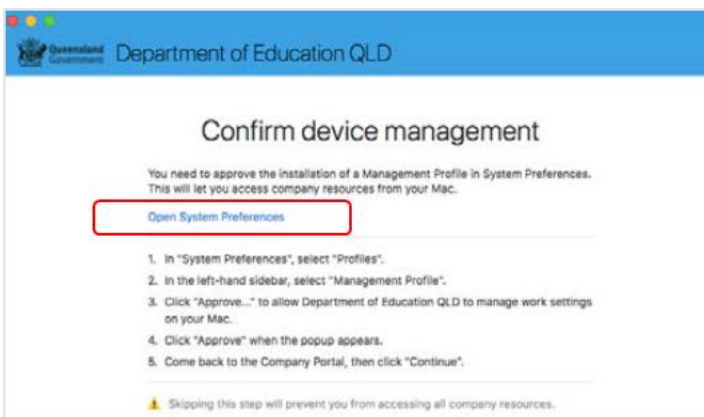 Queensland
Government
Department of Education QLD
Confirm device management
You need to approve the installation of a Management Profile in System Preferences.
This will let you access company resources from your Mac.
Open System Preferences
1. In "System Preferences", select "Profiles".
2. In the left-hand sidebar, select "Management Profile".
3. Click "Approve..." to allow Department of Education QLD to manage work settings
on your Mac.
4. Click "Approve" when the popup appears.
5. Come back to the Company Portal, then click "Continue".
Skipping this step will prevent you from accessing all company resources.